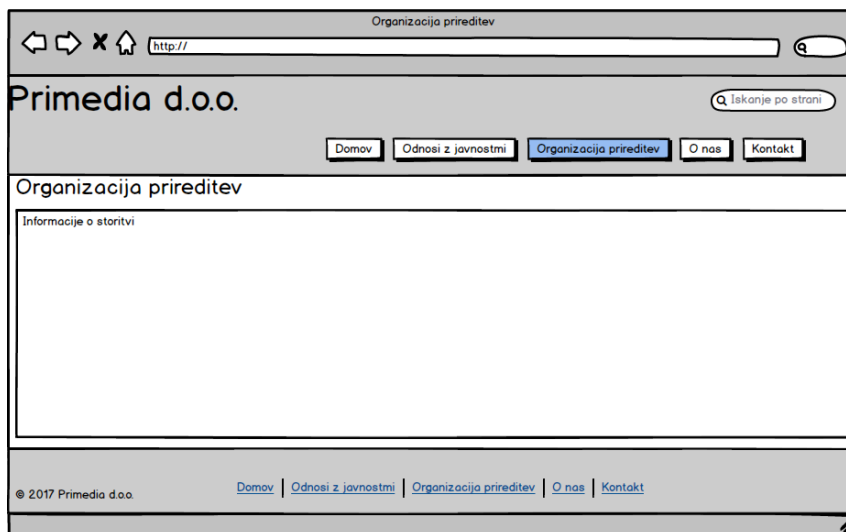 Organizacija prireditev
http://
Primedia d.o.o.
Iskanje po strani
Domov Odnosi z javnostmi Organizacija prireditev O nas Kontakt
Organizacija prireditev
Informacije o storitvi
© 2017 Primedia d.o.o. Domov Odnosi z javnostmi Organizacija prireditev O nas Kontakt